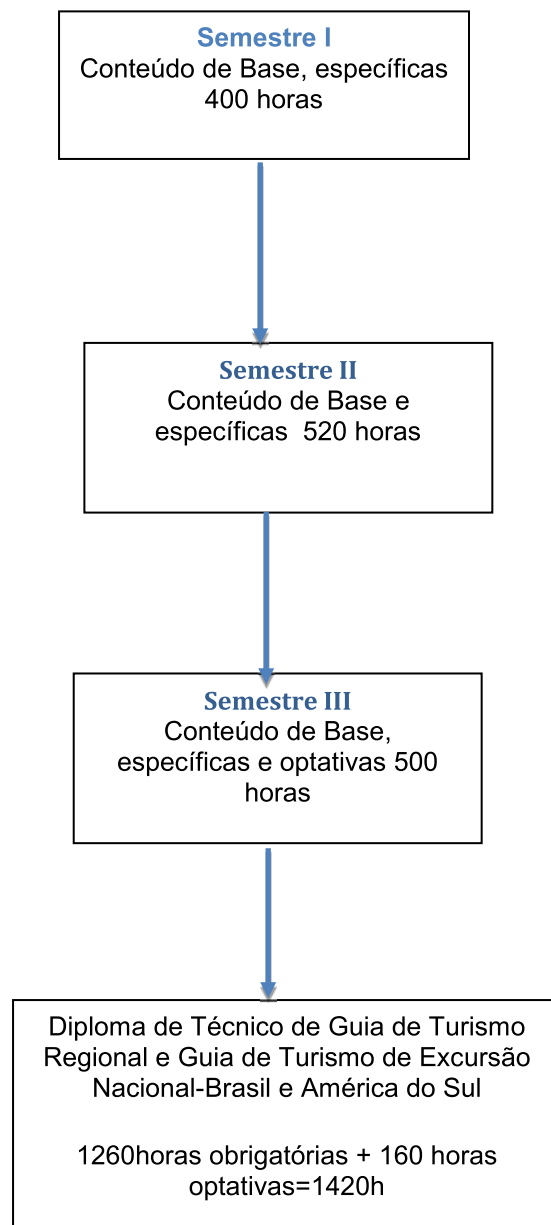 Semestre I
Conteúdo de Base, específicas
400 horas
Semestre II
Conteúdo de Base e
específicas  520 horas
Semestre III
Conteúdo de Base,
específicas e optativas 500
horas
Diploma de Técnico de Guia de Turismo
Regional e Guia de Turismo de Excursão
Nacional-Brasil e América do Sul
1260horas obrigatórias + 160 horas
optativas=1420h